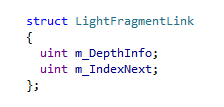 struct LightFragmentLink
{
  uint m_DepthInfo;
  uint m_IndexNext;
};